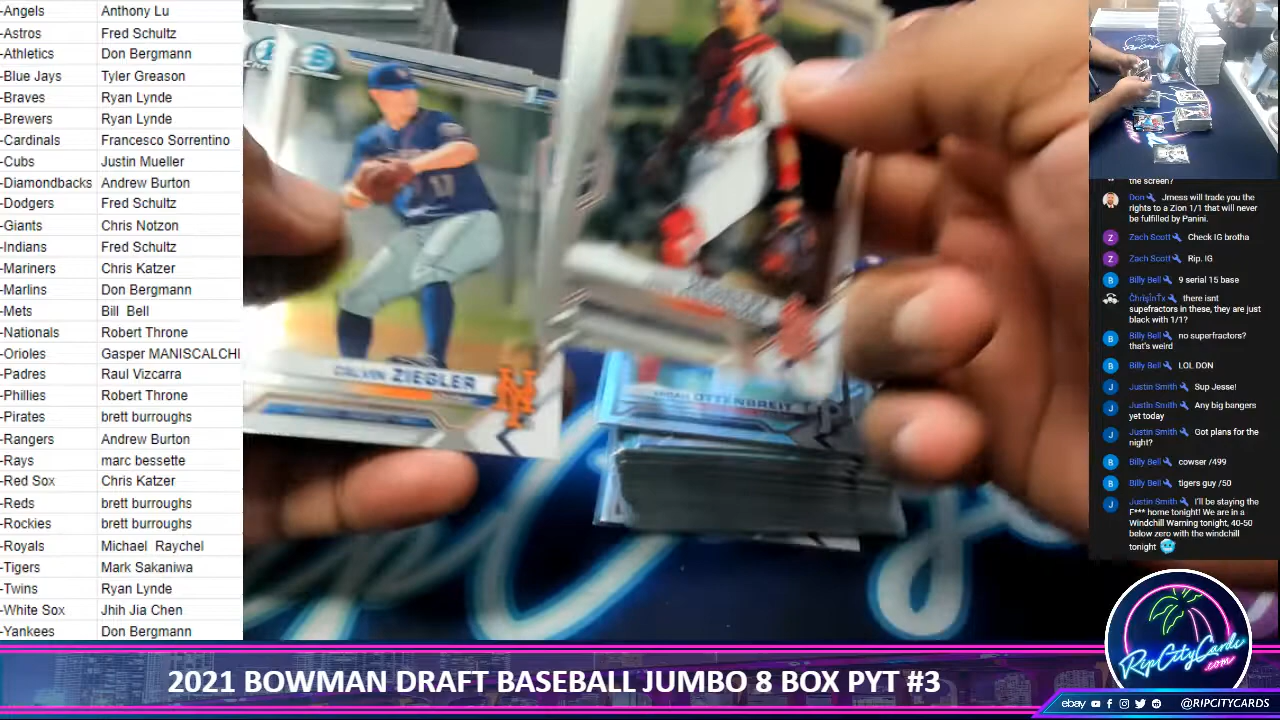 -Angels Anthony Lu
-Astros Fred Schultz
-Athletics Don Bergmann
-Blue Jays Tyler Greason
-Braves Ryan Lynde
-Brewers Ryan Lynde
-Cardinals Francesco Sorrentino
-Cubs Justin Mueller
-Diamondbacks Andrew Burton
-Dodgers Fred Schultz
-Giants Chris Notzon
-Indians Fred Schultz
-Mariners Chris Katzer
-Marlins Don Bergmann
-Mets Bill Bell
-Nationals Robert Throne
-Orioles Gasper MANISCALCHI
-Padres Raul Vizcarra
-Phillies Robert Throne
-Pirates brett burroughs
-Rangers Andrew Burton
-Rays marc bessette
-Red Sox Chris Katzer
-Reds brett burroughs
-Rockies brett burroughs
-Royals Michael Raychel
-Tigers Mark Sakaniwa
-Twins Ryan Lynde
-White Sox Jhih Jia Chen
-Yankees Don Bergmann
17
CALVIN ZIEGLER
OTTENBREIT
the screen?
Don Jmess will trade you the
rights to a Zion 1/1 that will never
be fulfilled by Panini.
Z Zach Scott Check IG brotha
Z Zach Scott Rip. IG
B Billy Bell 9 serial 15 base
there isnt
supefractors in these, they are just
black with 1/1?
B Billy Bell no superfractors?
that's weird
B Billy Bell LOL DON
J Justin Smith Sup Jesse!
J Justin Smith Any big bangers
yet today
J Justin Smith Got plans for the
night?
B Billy Bell cowser /499
B Billy Bell tigers guy /50
J Justin Smith I'll be staying the
F*** home tonight! We are in a
Windchill Warning tonight, 40-50
below zero with the windchill
tonight 🥶
RipCityCards
.com
2021 BOWMAN DRAFT BASEBALL JUMBO 8 BOX PYT #3
ebay @RIPCITYCARDS